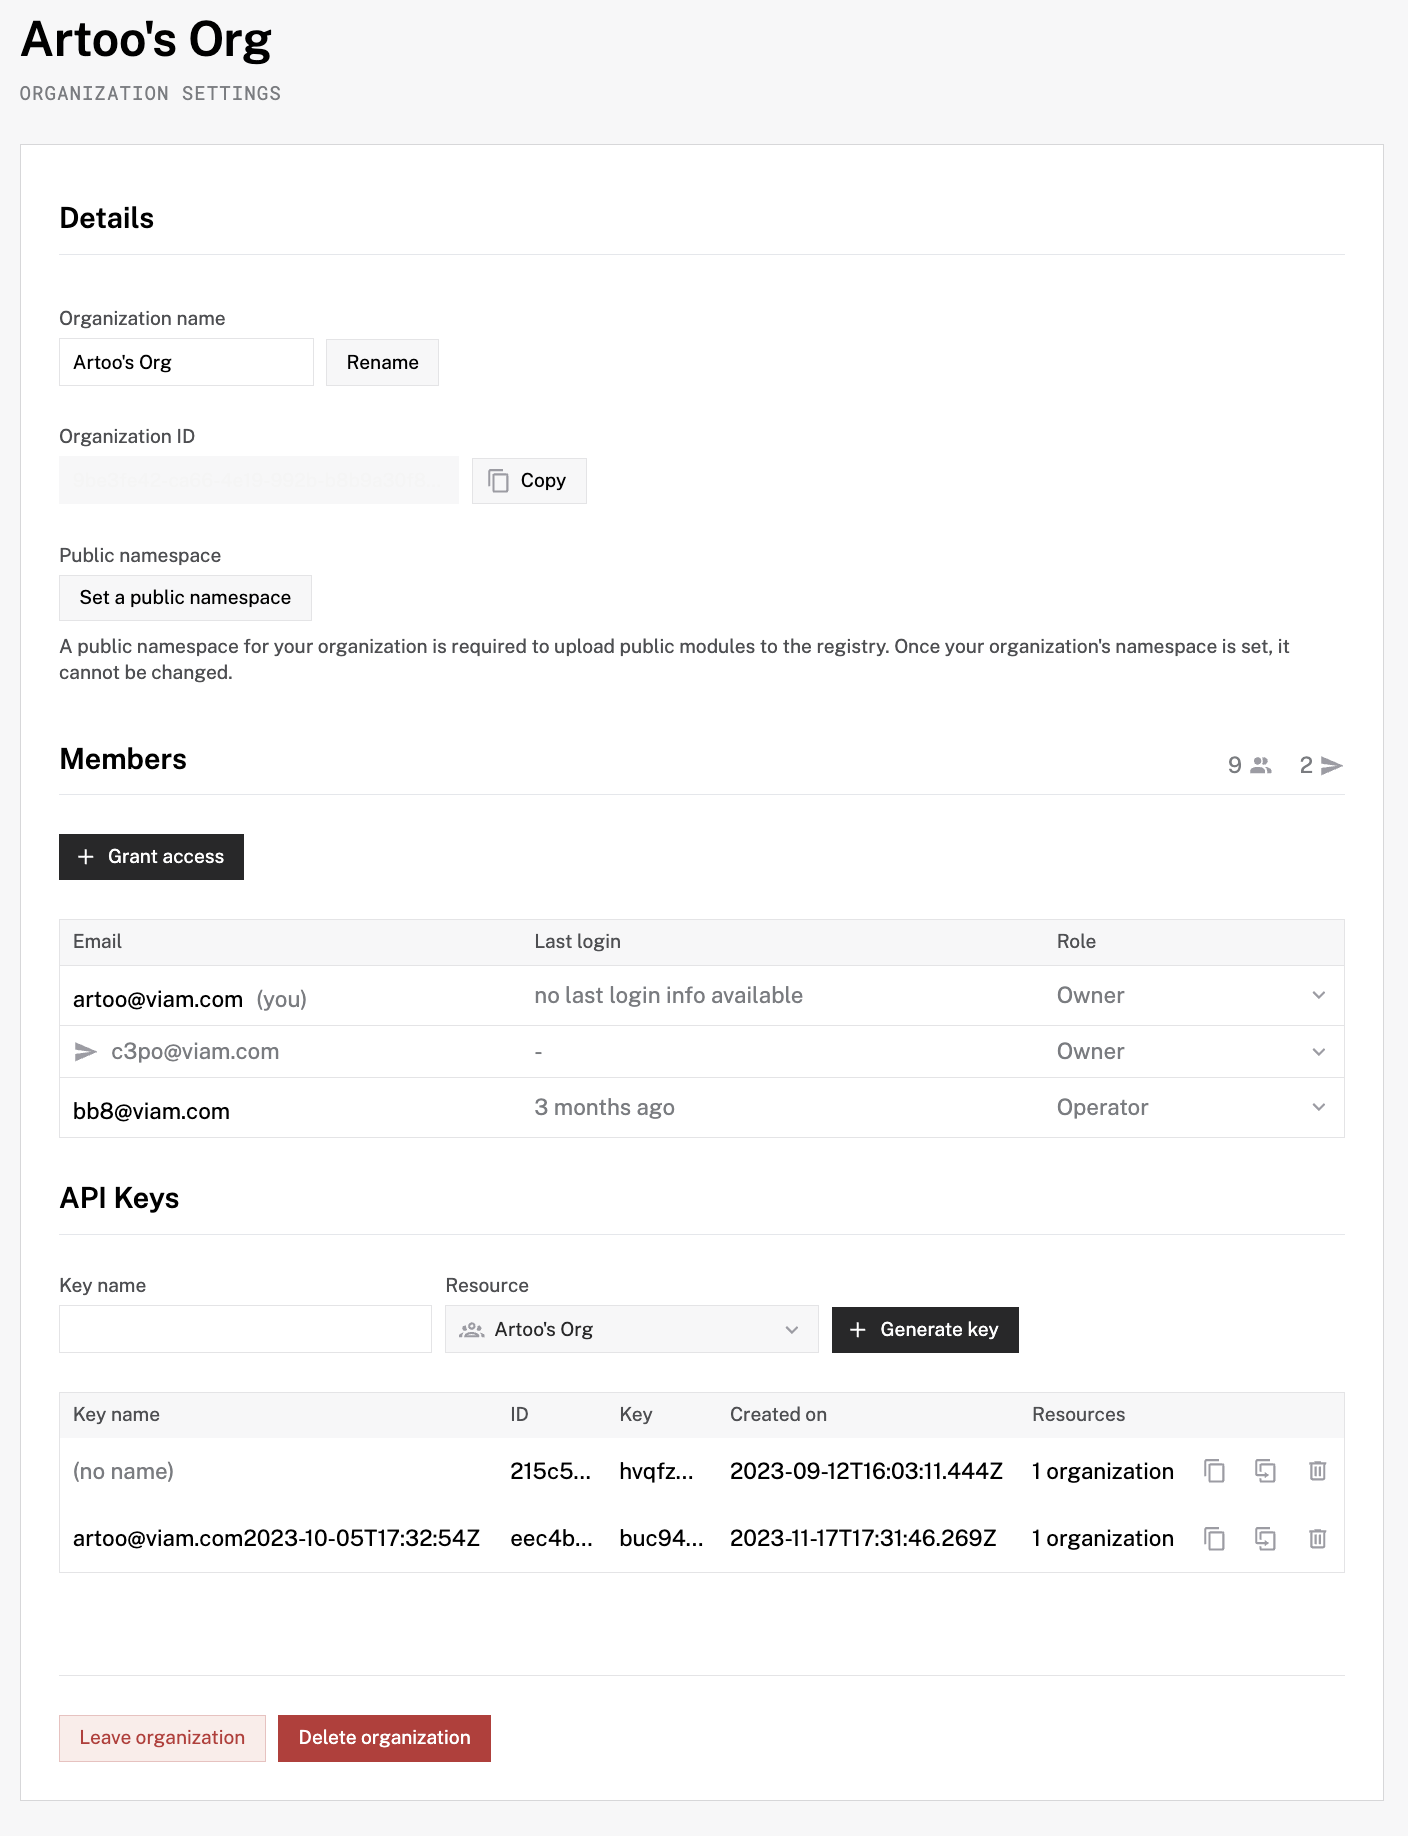 Artoo's Org
ORGANIZATION SETTINGS
Details
Organization name
Artoo's Org
Rename
Organization ID
Copy
Public namespace
Set a public namespace
A public namespace for your organization is required to upload public modules to the registry. Once your organization's namespace is set, it
cannot be changed.
Members
9 2
Grant access
Email Last login Role
artoo@viam.com (you) no last login info available Owner
c3po@viam.com - Owner
bb8@viam.com 3 months ago Operator
API Keys
Key name Resource
Artoo's Org Generate key
Key name ID Key Created on Resources
(no name) 215c5... hvqfz... 2023-09-12T16:03:11.444Z 1 organization
artoo@viam.com2023-10-05T17:32:54Z eec4b... buc94... 2023-11-17T17:31:46.269Z 1 organization
Leave organization Delete organization